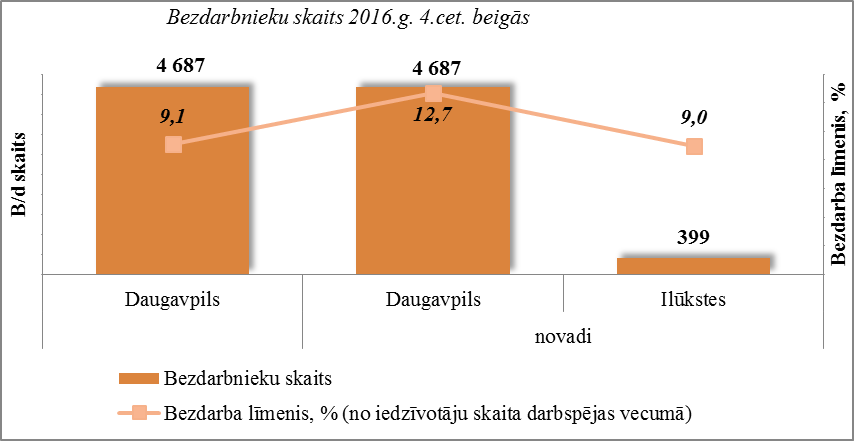 Bezdarbnieku skaits 2016.g. 4.cet. beigās
4 687
4 687
9,1
12,7
9,0
399
B/d skaits
Bezdarba līmenis, %
Daugavpils
Daugavpils
Ilūkstes
novadi
Bezdarbnieku skaits
Bezdarba līmenis, % (no iedzīvotāju skaita darbspējas vecumā)